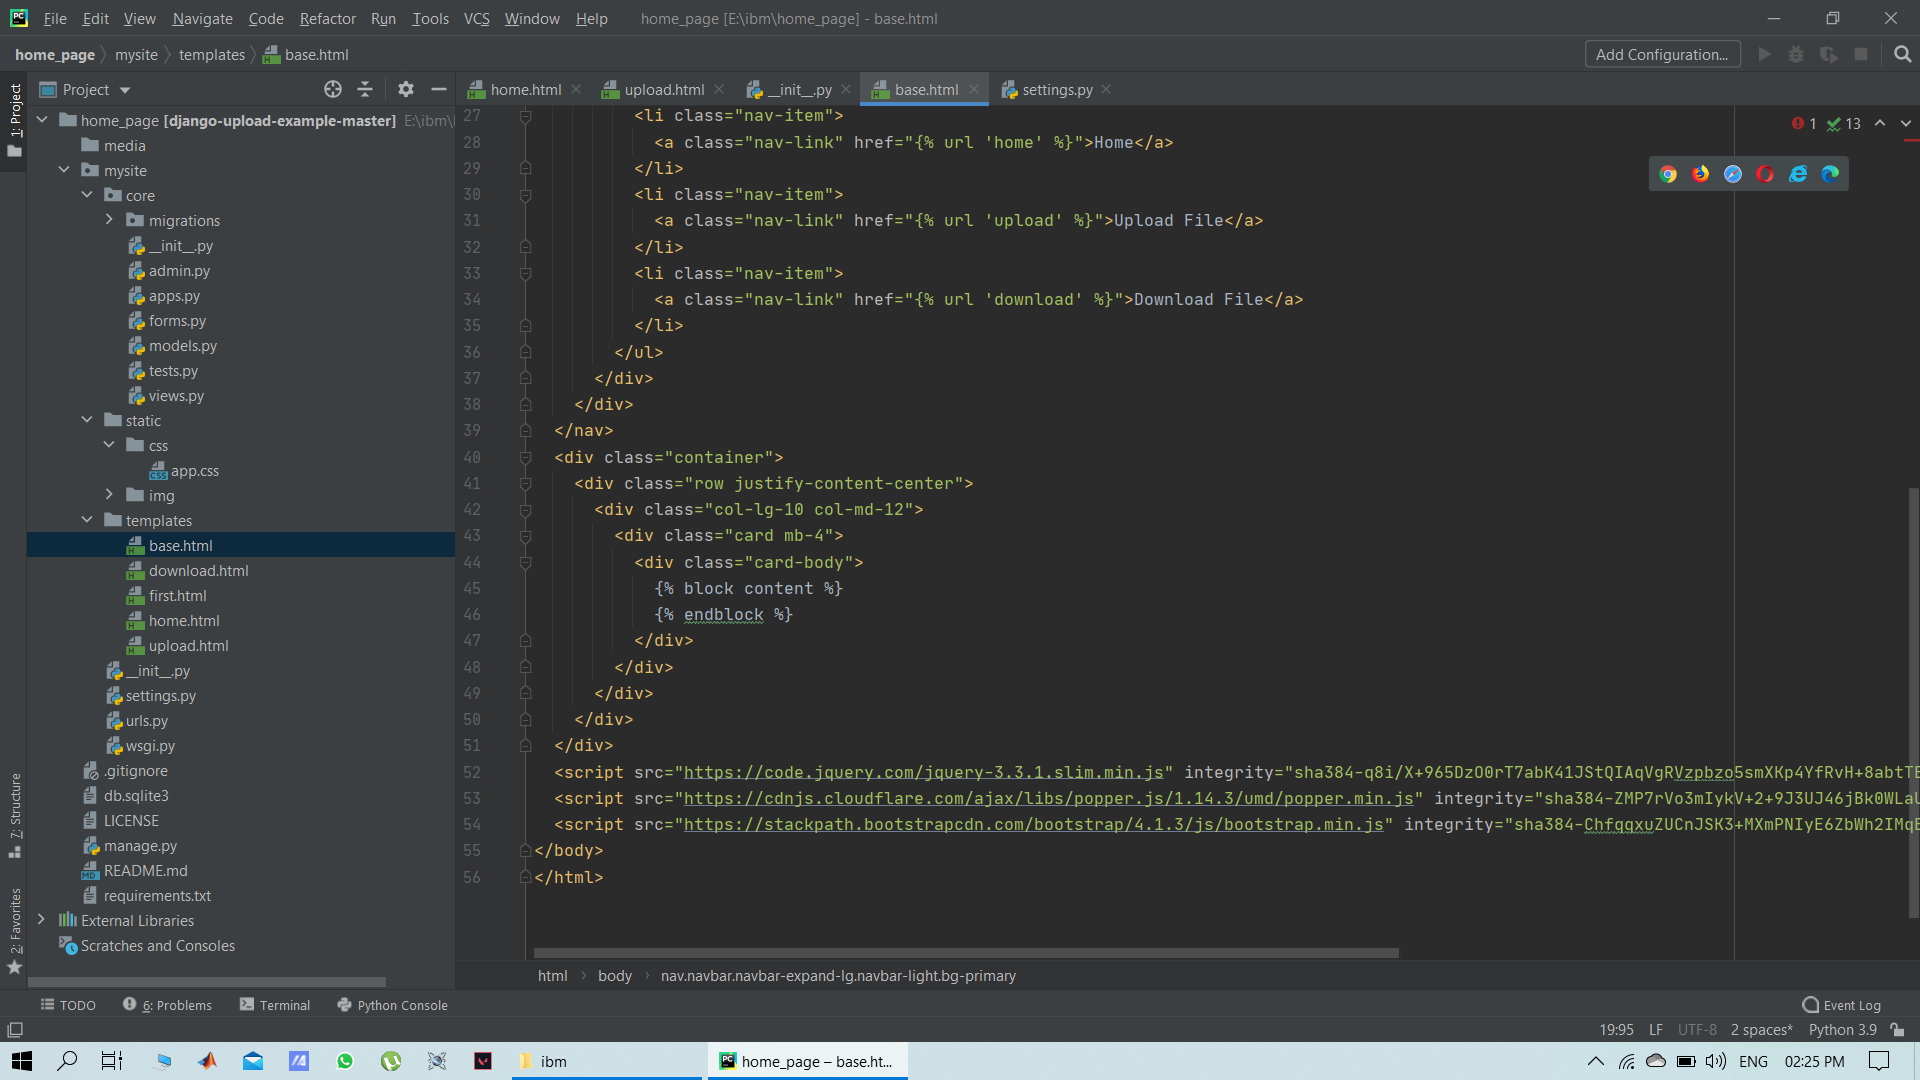 File Edit View Navigate Code Refactor Run Tools VCS Window Help home_page [E:\ibm\home_page] - base.html
home_page mysite templates base.html Add Configuration...
1: Project
Project
home.html upload.html __init__.py base.html settings.py
home_page [django-upload-example-master] E:\ibm\
media
mysite
core
migrations
__init__.py
admin.py
apps.py
forms.py
models.py
tests.py
views.py
static
css
app.css
img
templates
base.html
download.html
first.html
home.html
upload.html
__init__.py
settings.py
urls.py
wsgi.py
.gitignore
db.sqlite3
LICENSE
manage.py
README.md
requirements.txt
External Libraries
Scratches and Consoles
7: Structure
2: Favorites
1 13
27 <li class="nav-item">
28 <a class="nav-link" href="{% url 'home' %}">Home</a>
29 </li>
30 <li class="nav-item">
31 <a class="nav-link" href="{% url 'upload' %}">Upload File</a>
32 </li>
33 <li class="nav-item">
34 <a class="nav-link" href="{% url 'download' %}">Download File</a>
35 </li>
36 </ul>
37 </div>
38 </div>
39 </nav>
40 <div class="container">
41 <div class="row justify-content-center">
42 <div class="col-lg-10 col-md-12">
43 <div class="card mb-4">
44 <div class="card-body">
45 {% block content %}
46 {% endblock %}
47 </div>
48 </div>
49 </div>
50 </div>
51 </div>
52 <script src="https://code.jquery.com/jquery-3.3.1.slim.min.js" integrity="sha384-q8i/X+965DzO0rT7abK41JStQIAqVgRVzpbzo5smXKp4YfRvH+8abtTE
53 <script src="https://cdnjs.cloudflare.com/ajax/libs/popper.js/1.14.3/umd/popper.min.js" integrity="sha384-ZMP7rVo3mIykV+2+9J3UJ46jBk0WLaU
54 <script src="https://stackpath.bootstrapcdn.com/bootstrap/4.1.3/js/bootstrap.min.js" integrity="sha384-ChfqqxuZUCnJSK3+MXmPNIyE6ZbWh2IMqE
55 </body>
56 </html>
html body nav.navbar.navbar-expand-lg.navbar-light.bg-primary
TODO 6: Problems Terminal Python Console Event Log
19:95 LF UTF-8 2 spaces* Python 3.9
ibm home_page – base.ht... ENG 02:25 PM